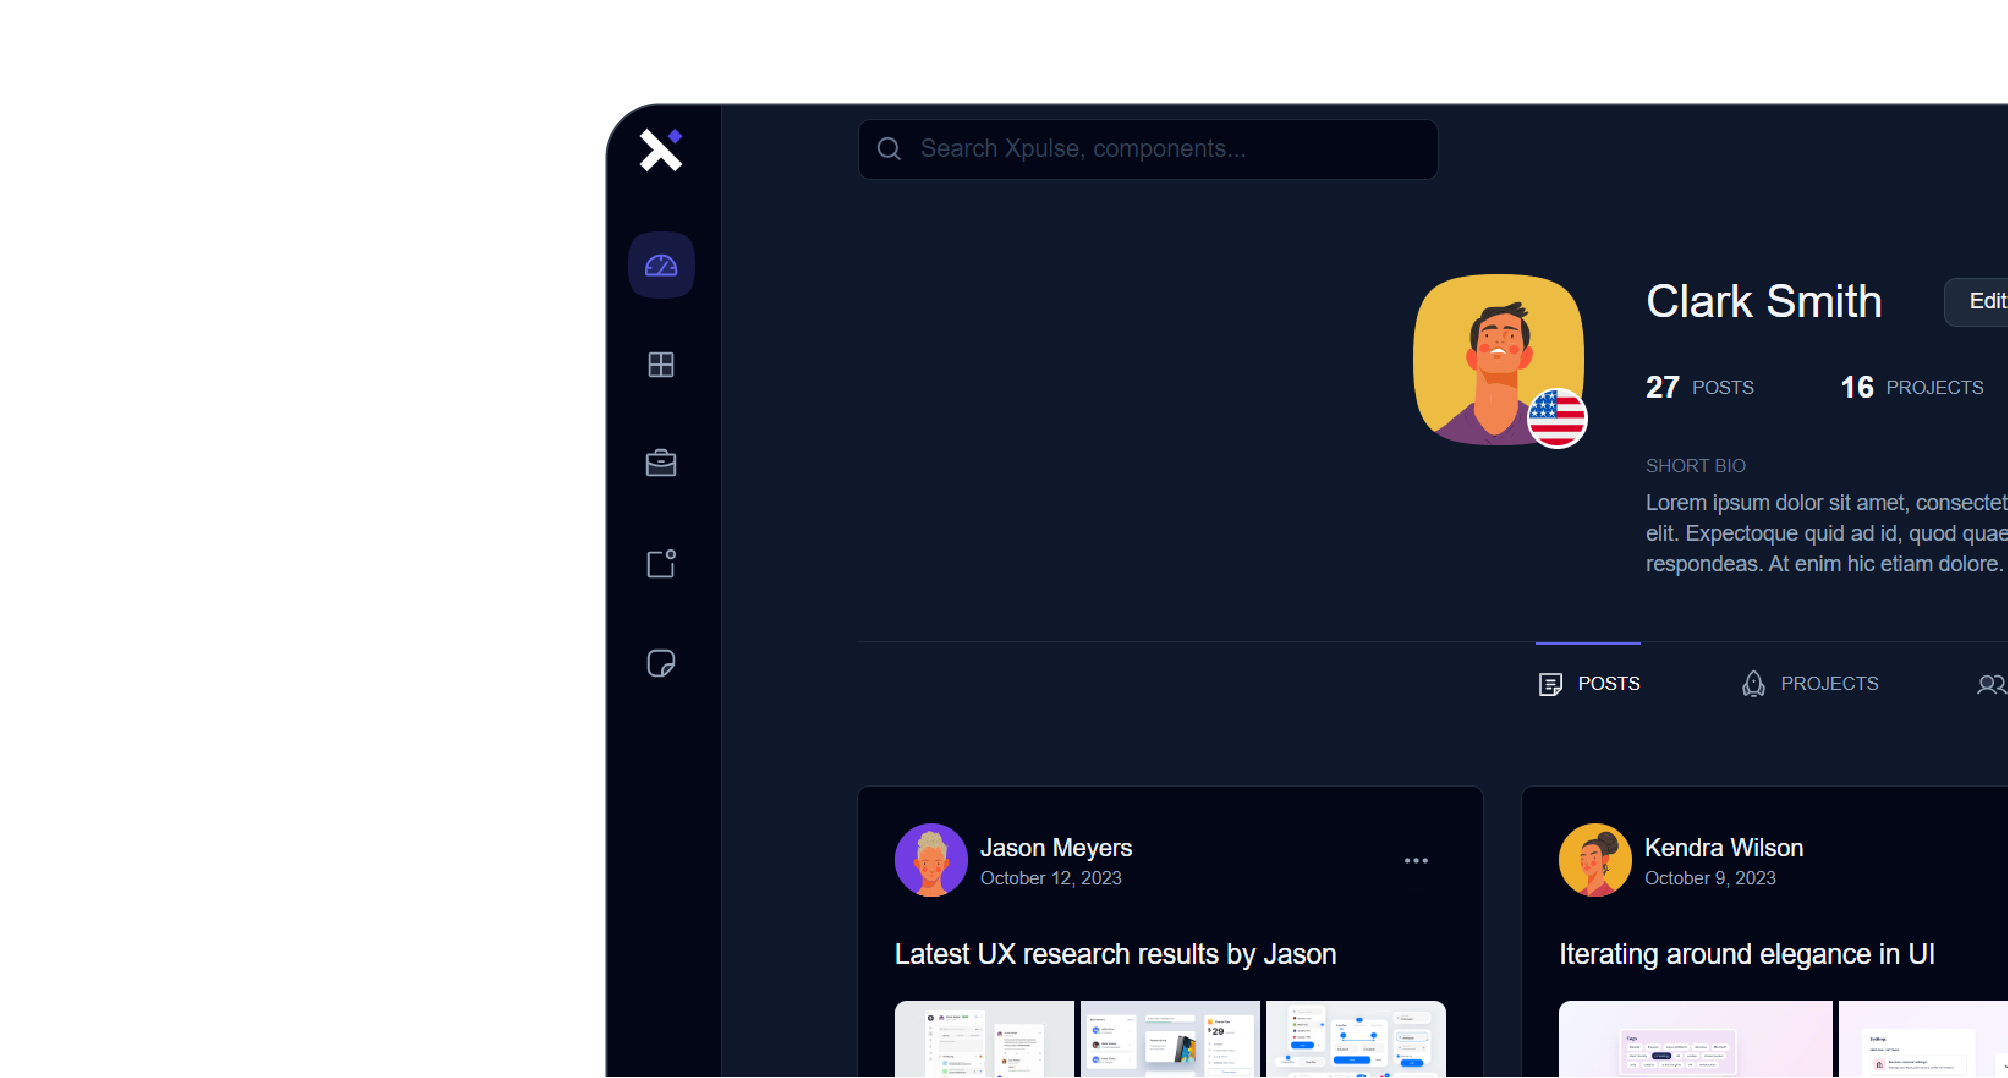 Search Xpulse, components...
Clark Smith
Edit
27 POSTS
16 PROJECTS
SHORT BIO
Lorem ipsum dolor sit amet, consectet
elit. Expectoque quid ad id, quod quae
respondeas. At enim hic etiam dolore.
POSTS
PROJECTS
Jason Meyers
October 12, 2023
Kendra Wilson
October 9, 2023
Latest UX research results by Jason
Iterating around elegance in UI
29
Tags